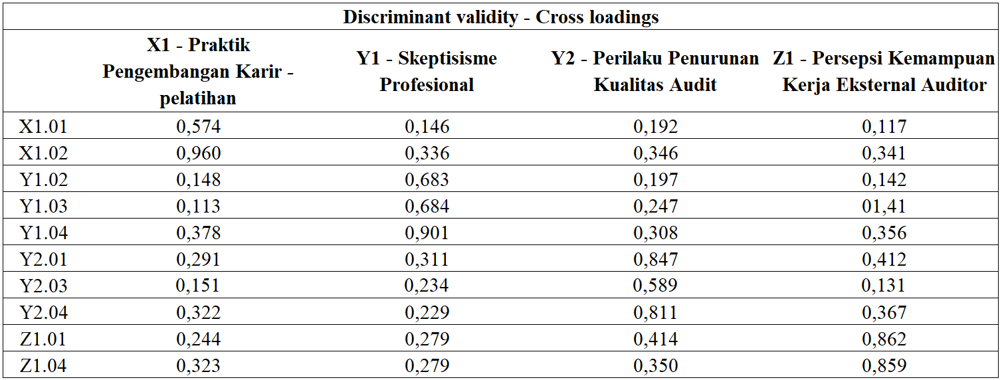 Discriminant validity - Cross loadings
X1 - Praktik Pengembangan Karir - pelatihan Y1 - Skeptisisme Profesional Y2 - Perilaku Penurunan Kualitas Audit Z1 - Persepsi Kemampuan Kerja Eksternal Auditor
X1.01 0,574 0,146 0,192 0,117
X1.02 0,960 0,336 0,346 0,341
Y1.02 0,148 0,683 0,197 0,142
Y1.03 0,113 0,684 0,247 01,41
Y1.04 0,378 0,901 0,308 0,356
Y2.01 0,291 0,311 0,847 0,412
Y2.03 0,151 0,234 0,589 0,131
Y2.04 0,322 0,229 0,811 0,367
Z1.01 0,244 0,279 0,414 0,862
Z1.04 0,323 0,279 0,350 0,859